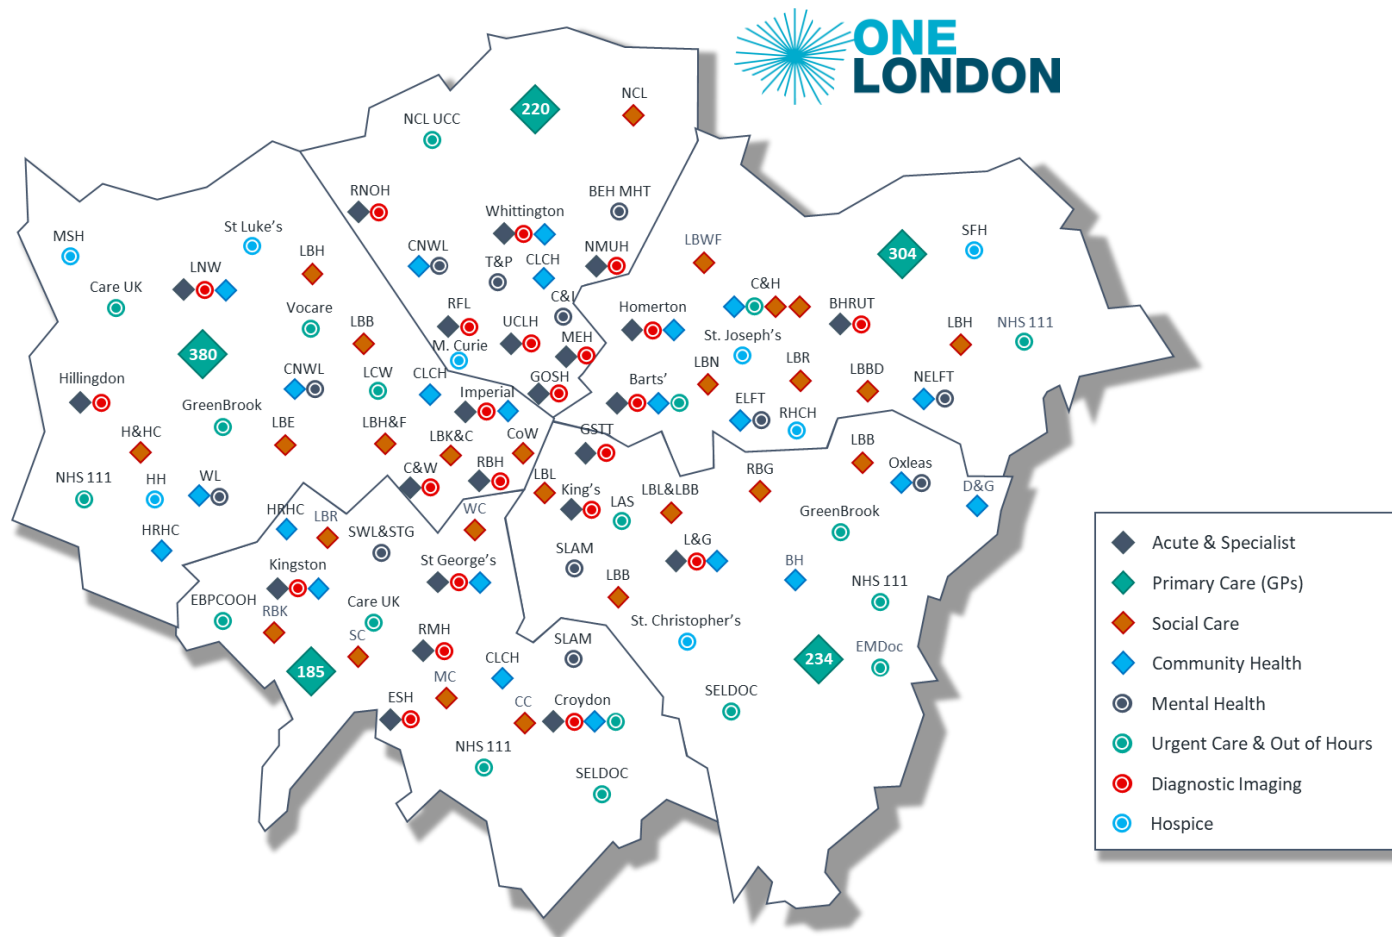 ONE
LONDON
220
NCL
NCL UCC
RNOH
BEH MHT
Whittington
CNWL
T&P
CLCH
NMUH
C&I
RFL
UCLH
M. Curie
MEH
GOSH
MSH
St Luke's
LBH
LNW
Care UK
Vocare
LBB
380
CNWL
LCW
CLCH
Hillingdon
Imperial
GreenBrook
H&HC
LBE
LBH&F
LBK&C
CoW
C&W
RBH
NHS 111
HH
WL
HRHC
304
SFH
LBWF
C&H
Homerton
BHRUT
St. Joseph's
LBH
NHS 111
LBN
LBR
LBBD
Barts'
ELFT
RHCH
NELFT
GSTT
LBB
Oxleas
RBG
D&G
LBL
King's
LAS
LBL&LBB
GreenBrook
SLAM
L&G
BH
LBB
NHS 111
St. Christopher's
234
EMDoc
SELDOC
HRHC
LBR
WC
SWL&STG
Kingston
St George's
EBPCOOH
RBK
Care UK
SC
RMH
185
CLCH
SLAM
MC
ESH
CC
Croydon
NHS 111
SELDOC
Acute & Specialist
Primary Care (GPs)
Social Care
Community Health
Mental Health
Urgent Care & Out of Hours
Diagnostic Imaging
Hospice